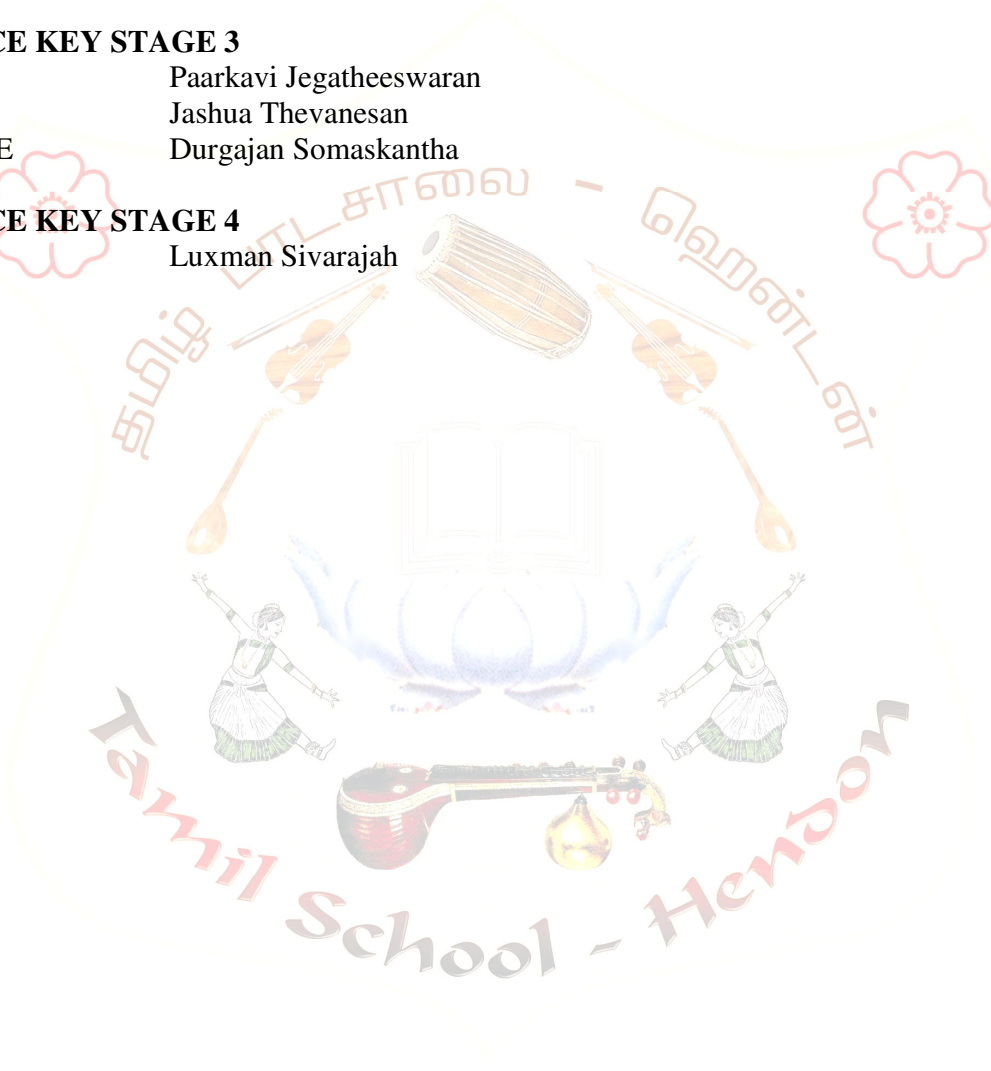 CE KEY STAGE 3
Paarkavi Jegatheeswaran
Jashua Thevanesan
E Durgajan Somaskantha
CE KEY STAGE 4
Luxman Sivarajah
தமிழ் பாடசாலை - ஹென்டன்
Tamil School - Hendon